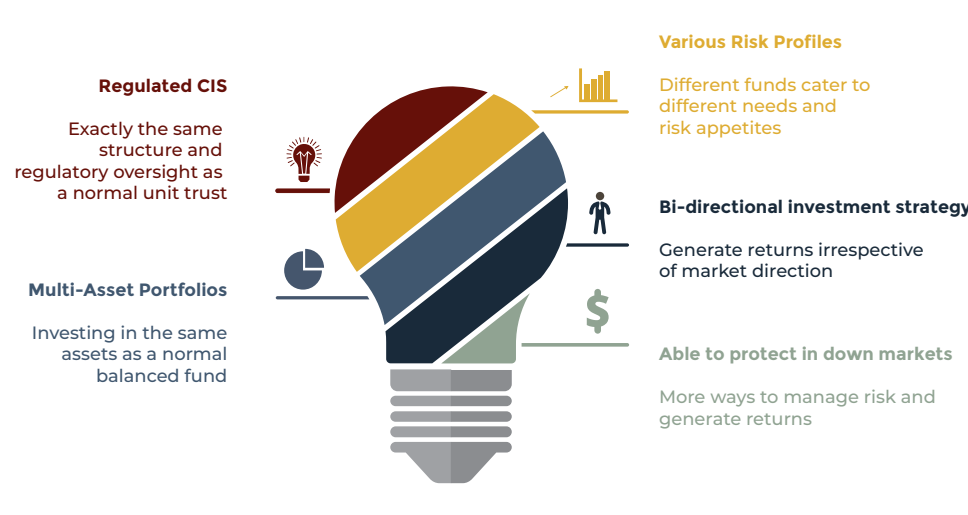 Regulated CIS
Exactly the same
structure and
regulatory oversight as
a normal unit trust
Multi-Asset Portfolios
Investing in the same
assets as a normal
balanced fund
Various Risk Profiles
Different funds cater to
different needs and
risk appetites
Bi-directional investment strategy
Generate returns irrespective
of market direction
$
Able to protect in down markets
More ways to manage risk and
generate returns